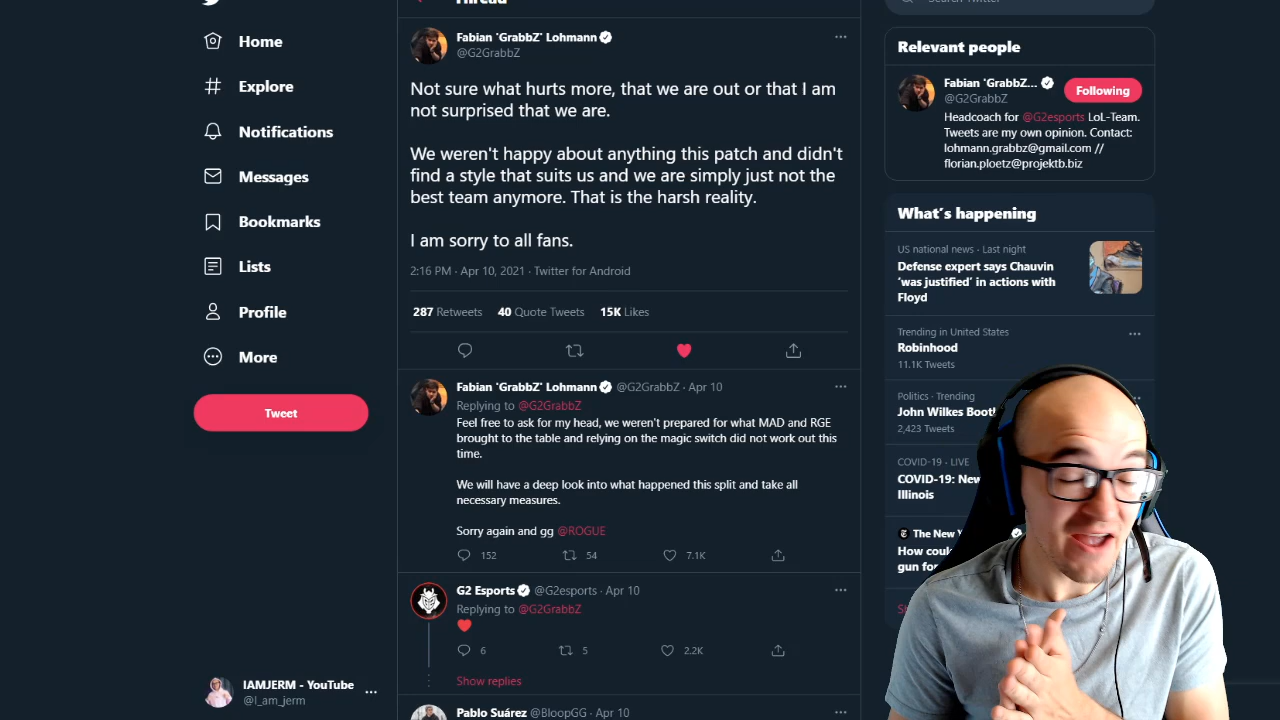 Thread
Search Twitter
Home
Explore
Notifications
Messages
Bookmarks
Lists
Profile
More
Tweet
IAMJERM - YouTube
@I_am_jerm
Fabian 'GrabbZ' Lohmann
@G2GrabbZ
Not sure what hurts more, that we are out or that I am
not surprised that we are.
We weren't happy about anything this patch and didn't
find a style that suits us and we are simply just not the
best team anymore. That is the harsh reality.
I am sorry to all fans.
2:16 PM · Apr 10, 2021 · Twitter for Android
287 Retweets 40 Quote Tweets 15K Likes
Fabian 'GrabbZ' Lohmann @G2GrabbZ · Apr 10
Replying to @G2GrabbZ
Feel free to ask for my head, we weren't prepared for what MAD and RGE
brought to the table and relying on the magic switch did not work out this
time.
We will have a deep look into what happened this split and take all
necessary measures.
Sorry again and gg @ROGUE
152 54 7.1K
G2 Esports @G2esports · Apr 10
Replying to @G2GrabbZ
6 5 2.2K
Show replies
Pablo Suárez @BloopGG · Apr 10
Relevant people
Fabian 'GrabbZ...
@G2GrabbZ
Following
Headcoach for @G2esports LoL-Team.
Tweets are my own opinion. Contact:
lohmann.grabbz@gmail.com //
florian.ploetz@projektb.biz
What's happening
US national news · Last night
Defense expert says Chauvin
'was justified' in actions with
Floyd
Trending in United States
Robinhood
11.1K Tweets
Politics · Trending
John Wilkes
2,423 Tweets
COVID-19 · LIVE
COVID-19:
Illinois
The New
How
gun